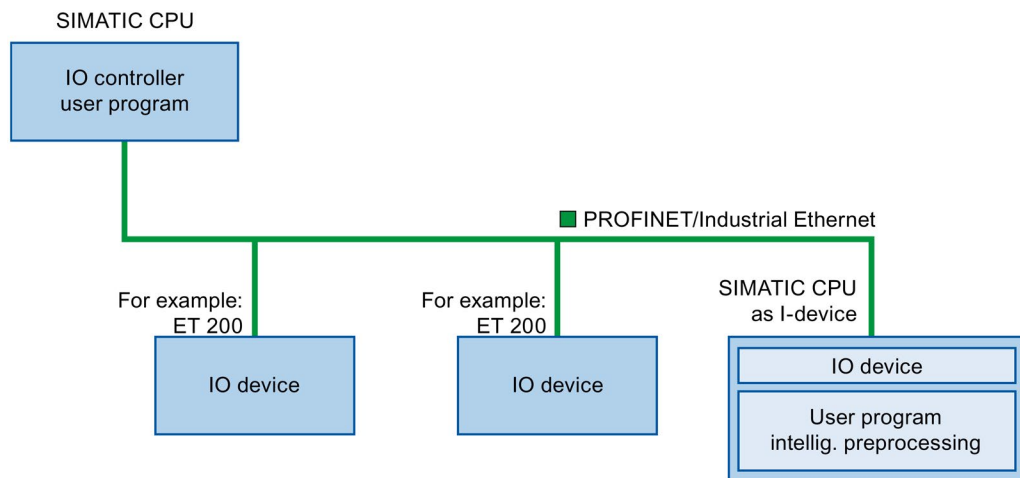 SIMATIC CPU
IO controller
user program
PROFINET/Industrial Ethernet
For example:
ET 200
IO device
For example:
ET 200
IO device
SIMATIC CPU
as I-device
IO device
User program
intellig. preprocessing